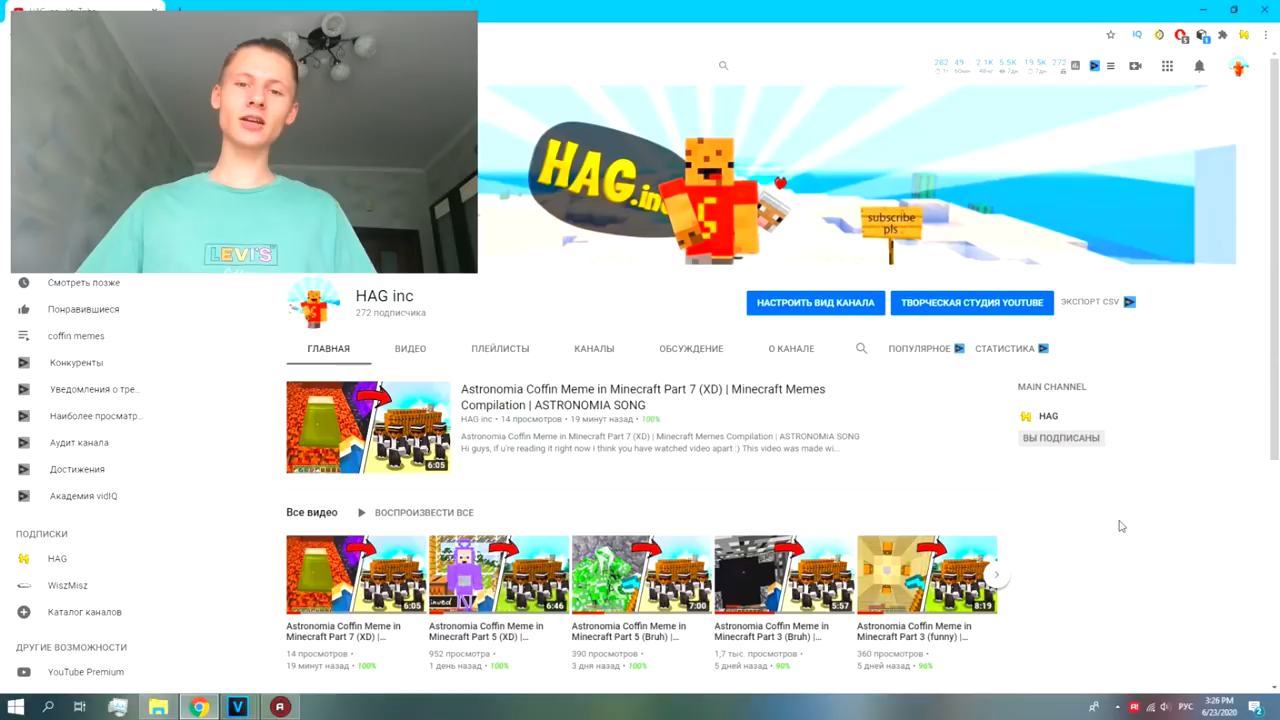 IQ
LEVI'S
282 49 2.1K 5.5K 19.5K 272
HAG.inc
subscribe
pls
Смотреть позже
Понравившиеся
coffin memes
Конкуренты
Уведомления о тре...
Наиболее просматр...
Аудит канала
Достижения
Академия vidIQ
ПОДПИСКИ
HAG
WiszMisz
Каталог каналов
ДРУГИЕ ВОЗМОЖНОСТИ
YouTube Premium
HAG inc
272 подписчика
НАСТРОИТЬ ВИД КАНАЛА
ТВОРЧЕСКАЯ СТУДИЯ YOUTUBE
ЭКСПОРТ CSV
ГЛАВНАЯ ВИДЕО ПЛЕЙЛИСТЫ КАНАЛЫ ОБСУЖДЕНИЕ О КАНАЛЕ ПОПУЛЯРНОЕ СТАТИСТИКА
6:05
Astronomia Coffin Meme in Minecraft Part 7 (XD) | Minecraft Memes
Compilation | ASTRONOMIA SONG
HAG inc • 14 просмотров • 19 минут назад • 100%
Astronomia Coffin Meme in Minecraft Part 7 (XD) | Minecraft Memes Compilation | ASTRONOMIA SONG
Hi guys, if u're reading it right now I think you have watched video apart :) This video was made wi...
MAIN CHANNEL
HAG
ВЫ ПОДПИСАНЫ
Все видео
ВОСПРОИЗВЕСТИ ВСЕ
6:05
Astronomia Coffin Meme in
Minecraft Part 7 (XD) |...
14 просмотров •
19 минут назад • 100%
6:46
Astronomia Coffin Meme in
Minecraft Part 5 (XD) |...
952 просмотра •
1 день назад • 100%
7:00
Astronomia Coffin Meme in
Minecraft Part 5 (Bruh) |...
390 просмотров •
3 дня назад • 100%
5:57
Astronomia Coffin Meme in
Minecraft Part 3 (Bruh) |...
1,7 тыс. просмотров •
5 дней назад • 90%
8:19
Astronomia Coffin Meme in
Minecraft Part 3 (funny) |...
360 просмотров •
5 дней назад • 96%
РУС
3:26 PM
6/23/2020